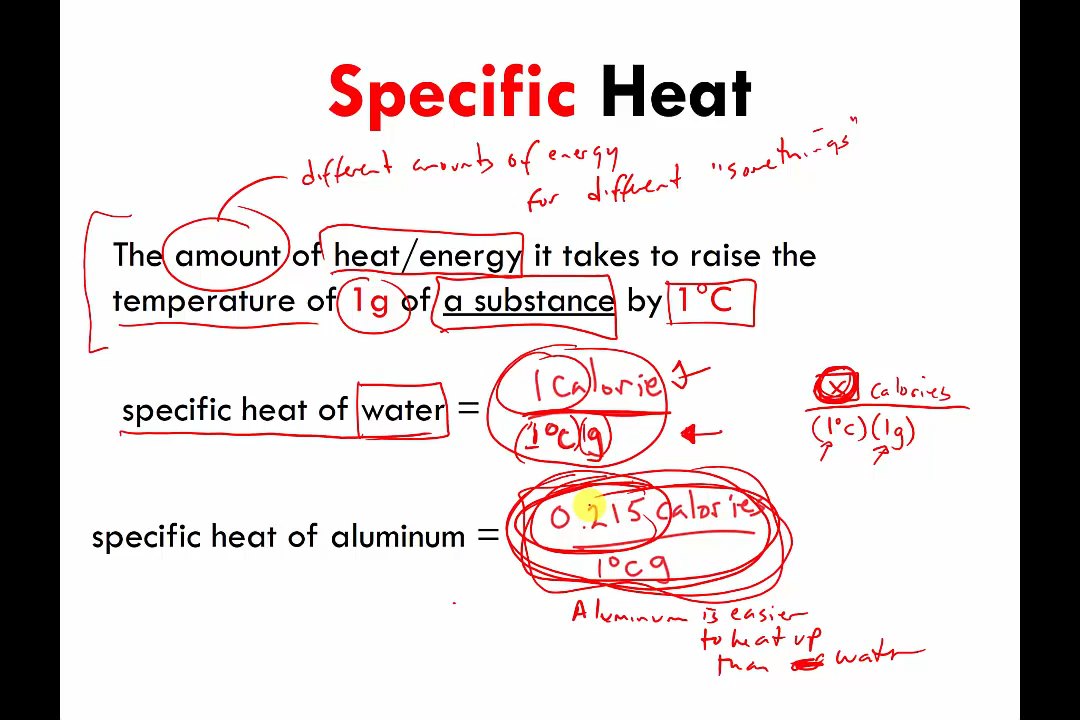 Specific Heat
different amounts of energy
for different "somethings"
The amount of heat/energy it takes to raise the
temperature of 1g of a substance by 1°C
specific heat of water = 1 Calorie
(1°C)(1g)
x calories
(1°C)(1g)
specific heat of aluminum = 0.215 calories
1°C g
Aluminum is easier
to heat up
than water